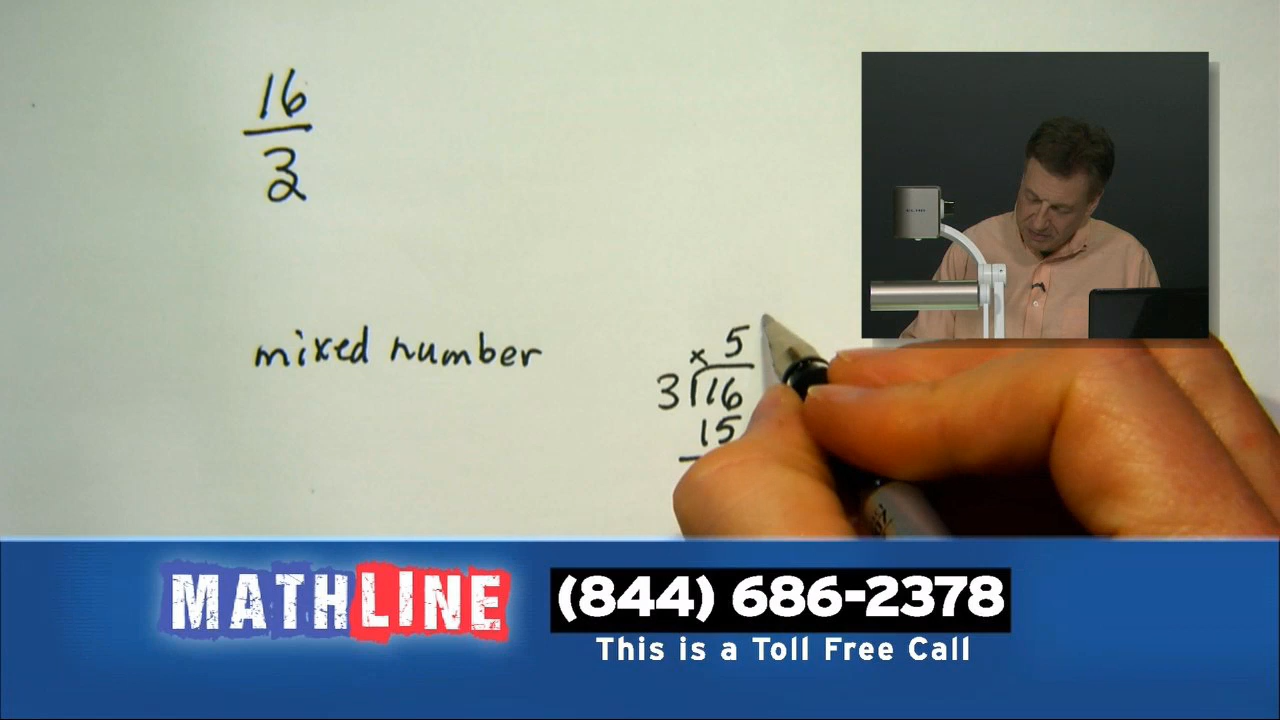 16
3
mixed number
x 5
3 16
15
MATHLINE
(844) 686-2378
This is a Toll Free Call